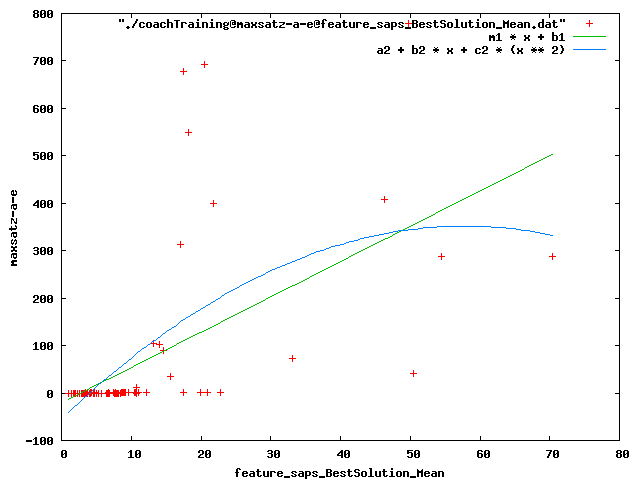 800
700
600
500
400
300
200
100
0
-100
maxsatz-a-e
"./coachTraining@maxsatz-a-e@feature_saps_BestSolution_Mean.dat"
m1 * x + b1
a2 + b2 * x + c2 * (x ** 2)
0 10 20 30 40 50 60 70 80
feature_saps_BestSolution_Mean